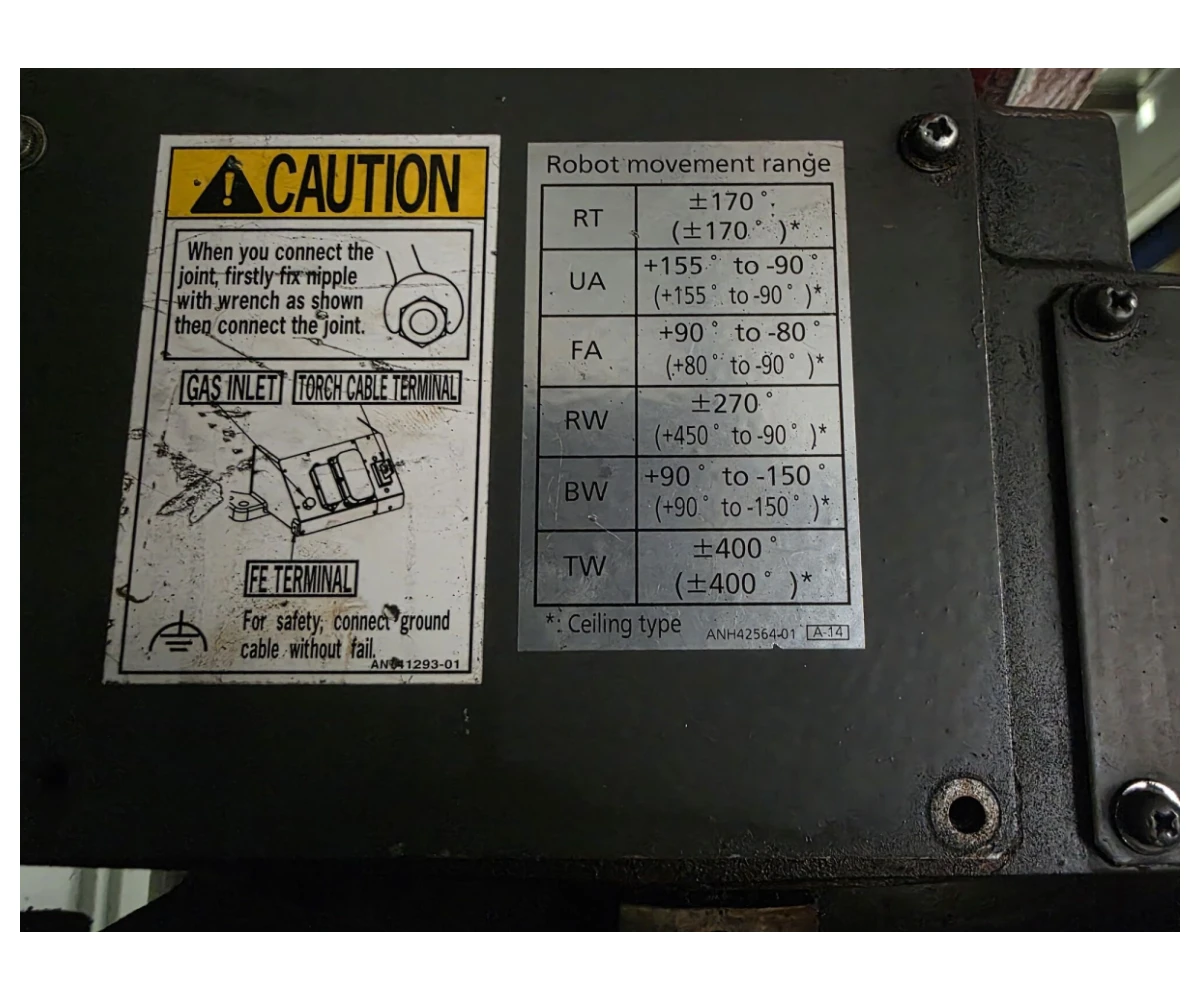 CAUTION
When you connect the
joint, firstly fix nipple
with wrench as shown
then connect the joint.
GAS INLET TORCH CABLE TERMINAL
FE TERMINAL
For safety, connect ground
cable without fail.
Robot movement range
RT ±170°
(±170°)*
UA +155° to -90°
(+155° to -90°)*
FA +90° to -80°
(+80° to -90°)*
RW ±270°
(+450° to -90°)*
BW +90° to -150°
(+90° to -150°)*
TW ±400°
(±400°)*
*: Ceiling type ANH42564-01 A-14